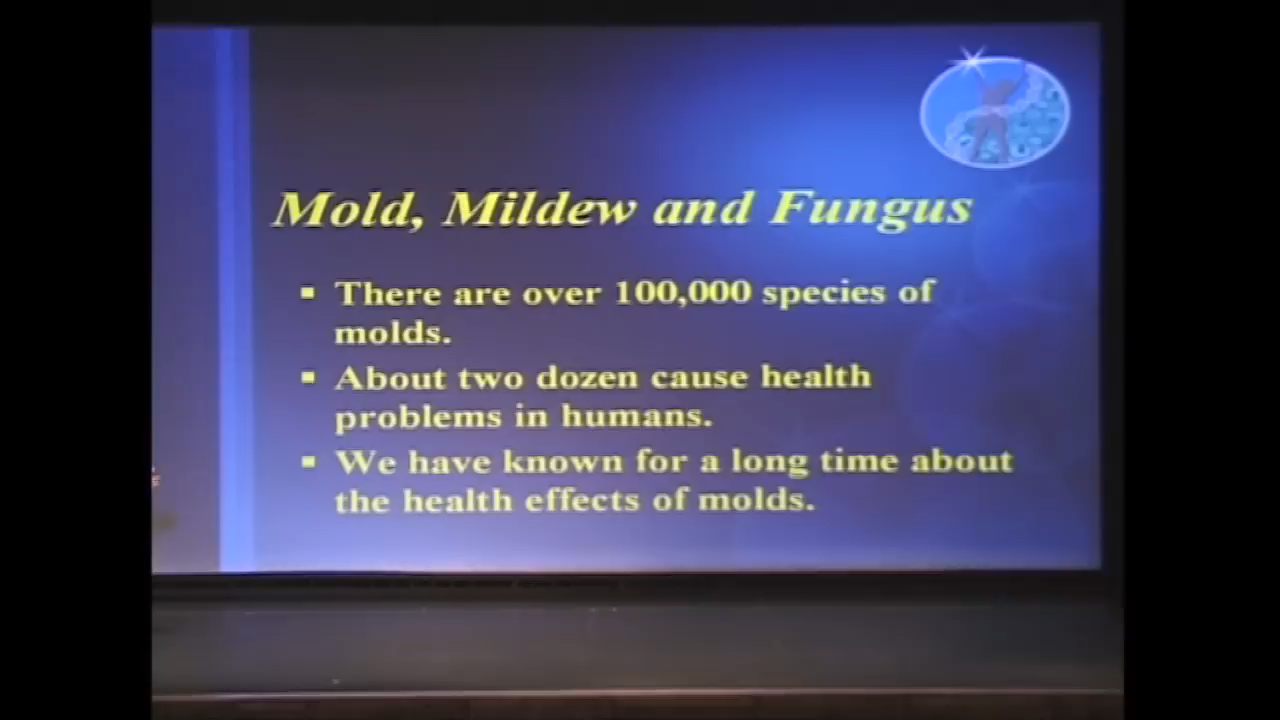 Mold, Mildew and Fungus
▪ There are over 100,000 species of
molds.
▪ About two dozen cause health
problems in humans.
▪ We have known for a long time about
the health effects of molds.